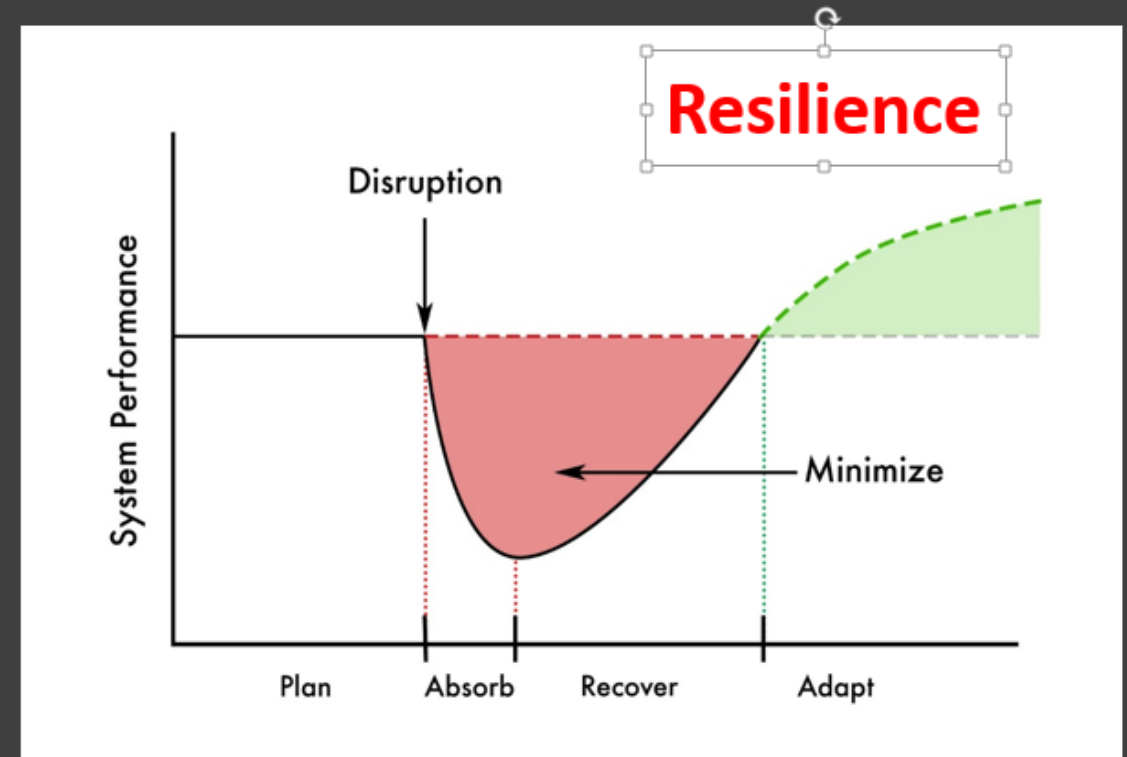 Resilience
Disruption
System Performance
Minimize
Plan
Absorb
Recover
Adapt